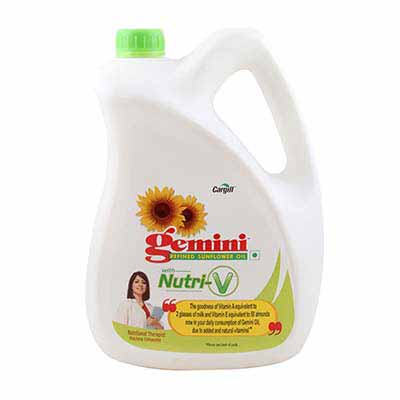 Cargill
gemini
REFINED SUNFLOWER OIL
with
Nutri-V
The goodness of Vitamin A equivalent to
2 glasses of milk and Vitamin E equivalent to 10 almonds
now in your daily consumption of Gemini Oil,
due to added and natural vitamins
Nutritional Therapist